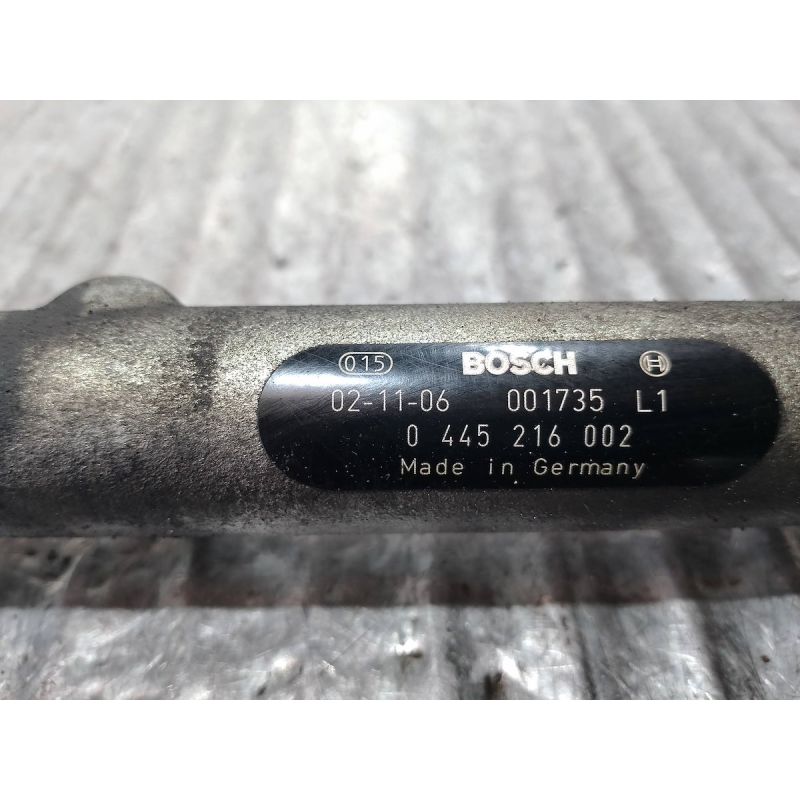 015 BOSCH
02-11-06 001735 L1
0 445 216 002
Made in Germany